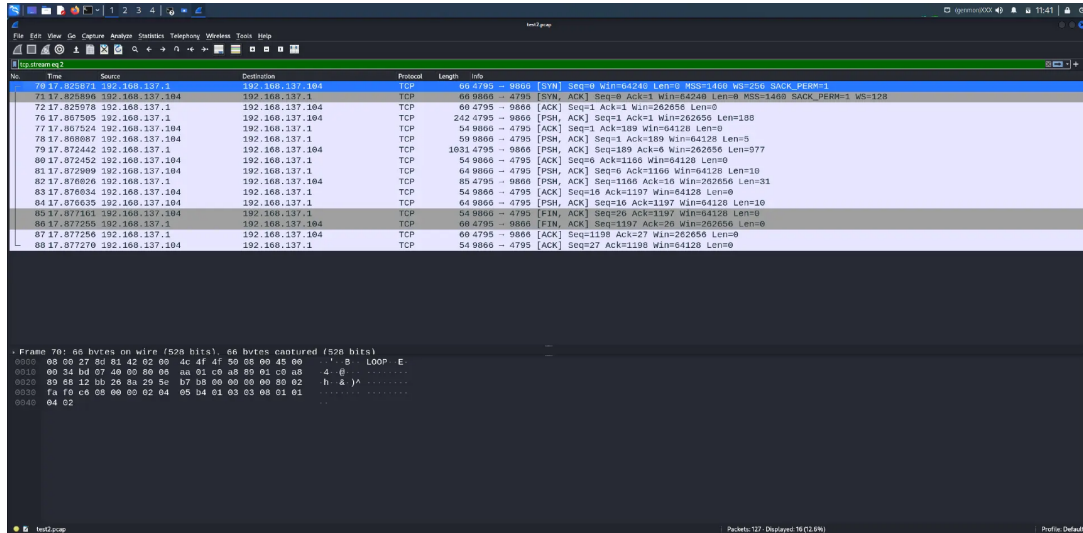 1 2 3 4
(genmon)XXX 11:41
test2.pcap
File Edit View Go Capture Analyze Statistics Telephony Wireless Tools Help
tcp.stream eq 2
No. Time Source Destination Protocol Length Info
70 17.825871 192.168.137.1 192.168.137.104 TCP 66 4795 → 9866 [SYN] Seq=0 Win=64240 Len=0 MSS=1460 WS=256 SACK_PERM=1
71 17.825896 192.168.137.104 192.168.137.1 TCP 66 9866 → 4795 [SYN, ACK] Seq=0 Ack=1 Win=64240 Len=0 MSS=1460 SACK_PERM=1 WS=128
72 17.825978 192.168.137.1 192.168.137.104 TCP 60 4795 → 9866 [ACK] Seq=1 Ack=1 Win=262656 Len=0
76 17.867505 192.168.137.1 192.168.137.104 TCP 242 4795 → 9866 [PSH, ACK] Seq=1 Ack=1 Win=262656 Len=188
77 17.867524 192.168.137.104 192.168.137.1 TCP 54 9866 → 4795 [ACK] Seq=1 Ack=189 Win=64128 Len=0
78 17.868087 192.168.137.104 192.168.137.1 TCP 59 9866 → 4795 [PSH, ACK] Seq=1 Ack=189 Win=64128 Len=5
79 17.872442 192.168.137.1 192.168.137.104 TCP 1031 4795 → 9866 [PSH, ACK] Seq=189 Ack=6 Win=262656 Len=977
80 17.872452 192.168.137.104 192.168.137.1 TCP 54 9866 → 4795 [ACK] Seq=6 Ack=1166 Win=64128 Len=0
81 17.872909 192.168.137.104 192.168.137.1 TCP 64 9866 → 4795 [PSH, ACK] Seq=6 Ack=1166 Win=64128 Len=10
82 17.876026 192.168.137.1 192.168.137.104 TCP 85 4795 → 9866 [PSH, ACK] Seq=1166 Ack=16 Win=262656 Len=31
83 17.876034 192.168.137.104 192.168.137.1 TCP 54 9866 → 4795 [ACK] Seq=16 Ack=1197 Win=64128 Len=0
84 17.876635 192.168.137.104 192.168.137.1 TCP 64 9866 → 4795 [PSH, ACK] Seq=16 Ack=1197 Win=64128 Len=10
85 17.877161 192.168.137.104 192.168.137.1 TCP 54 9866 → 4795 [FIN, ACK] Seq=26 Ack=1197 Win=64128 Len=0
86 17.877255 192.168.137.1 192.168.137.104 TCP 60 4795 → 9866 [FIN, ACK] Seq=1197 Ack=26 Win=262656 Len=0
87 17.877256 192.168.137.1 192.168.137.104 TCP 60 4795 → 9866 [ACK] Seq=1198 Ack=27 Win=262656 Len=0
88 17.877270 192.168.137.104 192.168.137.1 TCP 54 9866 → 4795 [ACK] Seq=27 Ack=1198 Win=64128 Len=0
Frame 70: 66 bytes on wire (528 bits), 66 bytes captured (528 bits)
0000 08 00 27 8d 81 42 02 00 4c 4f 4f 50 08 00 45 00 ··'··B·· LOOP··E·
0010 00 34 bd 07 40 00 80 06 aa 01 c0 a8 89 01 c0 a8 ·4··@··· ········
0020 89 68 12 bb 26 8a 29 5e b7 b8 00 00 00 00 80 02 ·h··&·)^ ········
0030 fa f0 c6 08 00 00 02 04 05 b4 01 03 03 08 01 01 ········ ········
0040 04 02 ··
test2.pcap
Packets: 127 · Displayed: 16 (12.6%)
Profile: Default